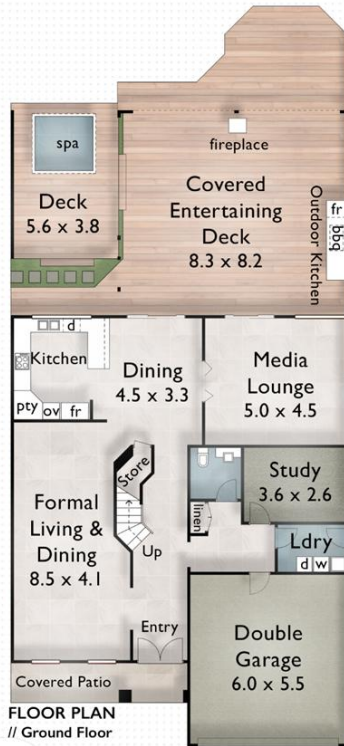 spa
fireplace
Deck
5.6 x 3.8
Covered
Entertaining
Deck
8.3 x 8.2
Outdoor Kitchen
fr
bbq
d
Kitchen
pty
ov
fr
Dining
4.5 x 3.3
Media
Lounge
5.0 x 4.5
Store
Study
3.6 x 2.6
linen
Formal
Living &
Dining
8.5 x 4.1
Up
Ldry
d
w
Entry
Double
Garage
6.0 x 5.5
Covered Patio
FLOOR PLAN
// Ground Floor